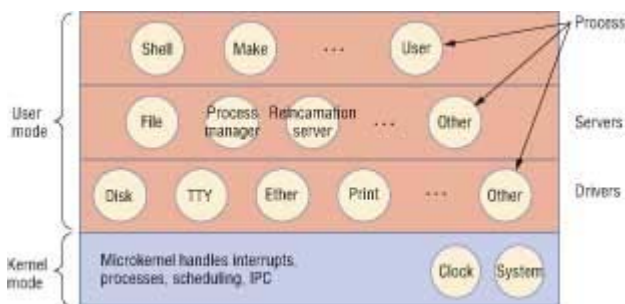 Process
Shell Make ... User
User mode
File Process manager Reincarnation server ... Other
Servers
Disk TTY Ether Print ... Other
Drivers
Kernel mode
Microkernel handles interrupts,
processes, scheduling, IPC
Clock System